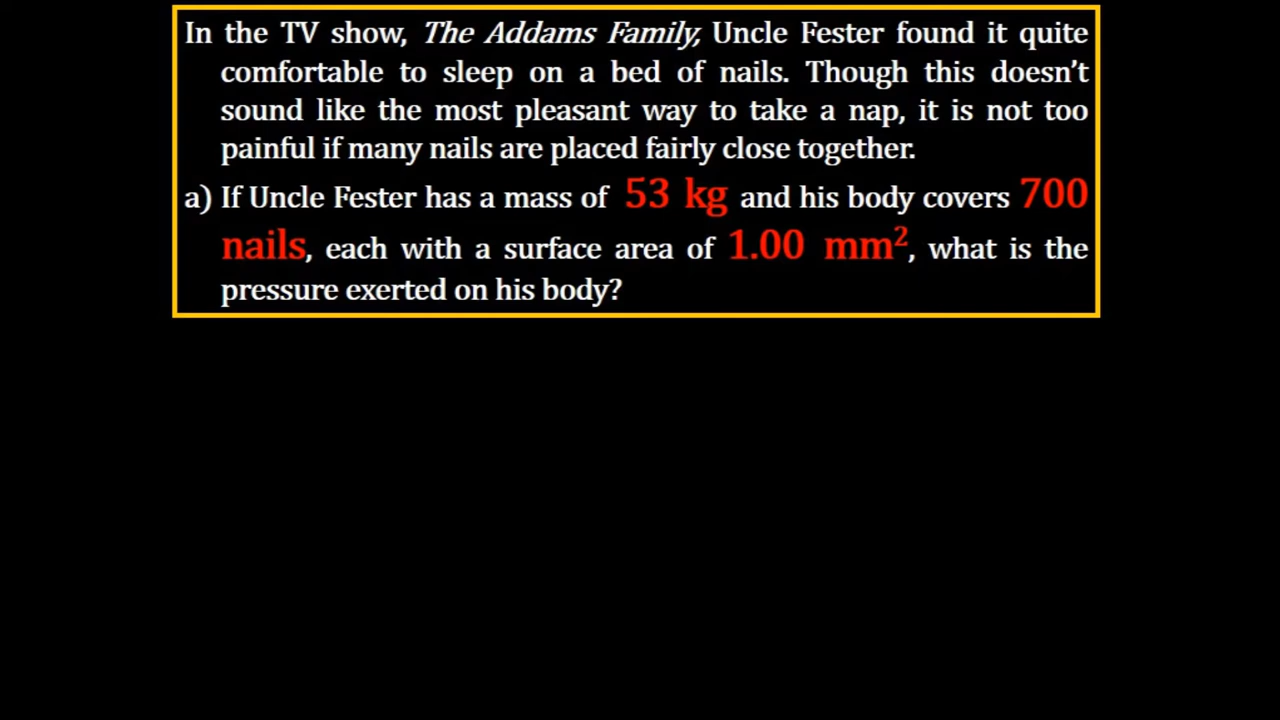 In the TV show, The Addams Family, Uncle Fester found it quite
comfortable to sleep on a bed of nails. Though this doesn’t
sound like the most pleasant way to take a nap, it is not too
painful if many nails are placed fairly close together.
a) If Uncle Fester has a mass of 53 kg and his body covers 700
nails, each with a surface area of 1.00 mm², what is the
pressure exerted on his body?